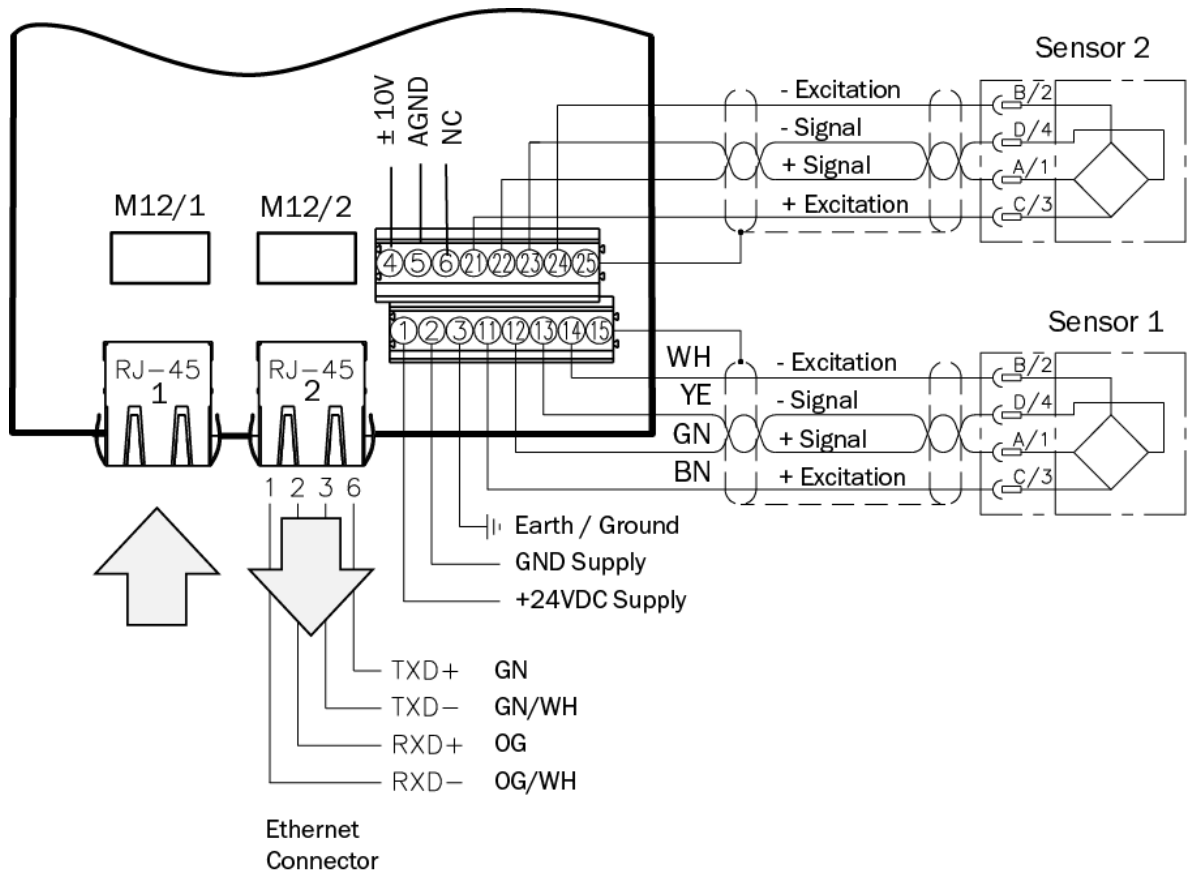 Sensor 2
± 10V
AGND
NC
- Excitation
B/2
- Signal
D/4
+ Signal
A/1
+ Excitation
C/3
M12/1
M12/2
4 5 6 21 22 23 24 25
1 2 3 11 12 13 14 15
Sensor 1
RJ-45
1
RJ-45
2
WH
- Excitation
B/2
YE
- Signal
D/4
GN
+ Signal
A/1
BN
+ Excitation
C/3
1 2 3 6
Earth / Ground
GND Supply
+24VDC Supply
TXD+ GN
TXD- GN/WH
RXD+ OG
RXD- OG/WH
Ethernet
Connector